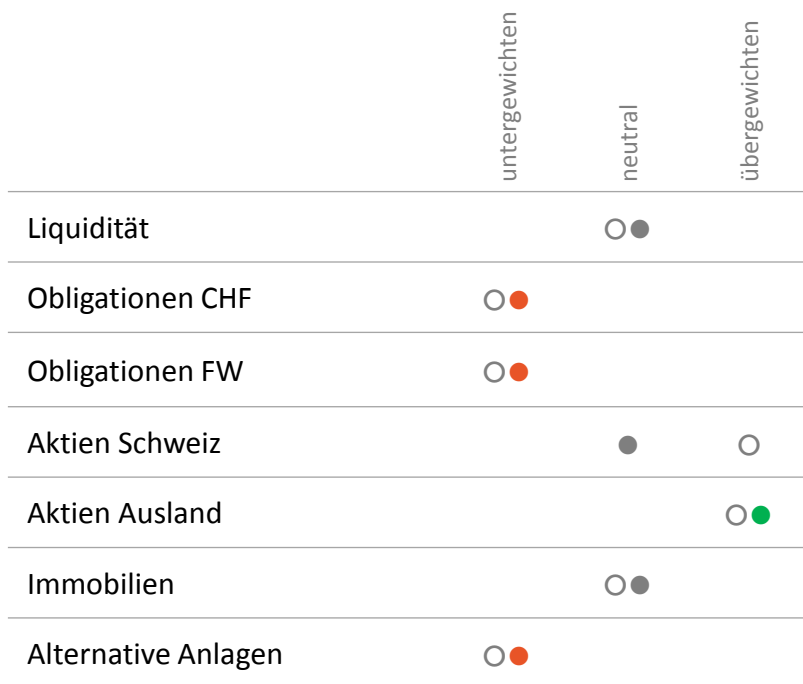 untergewichten
neutral
übergewichten
Liquidität
Obligationen CHF
Obligationen FW
Aktien Schweiz
Aktien Ausland
Immobilien
Alternative Anlagen